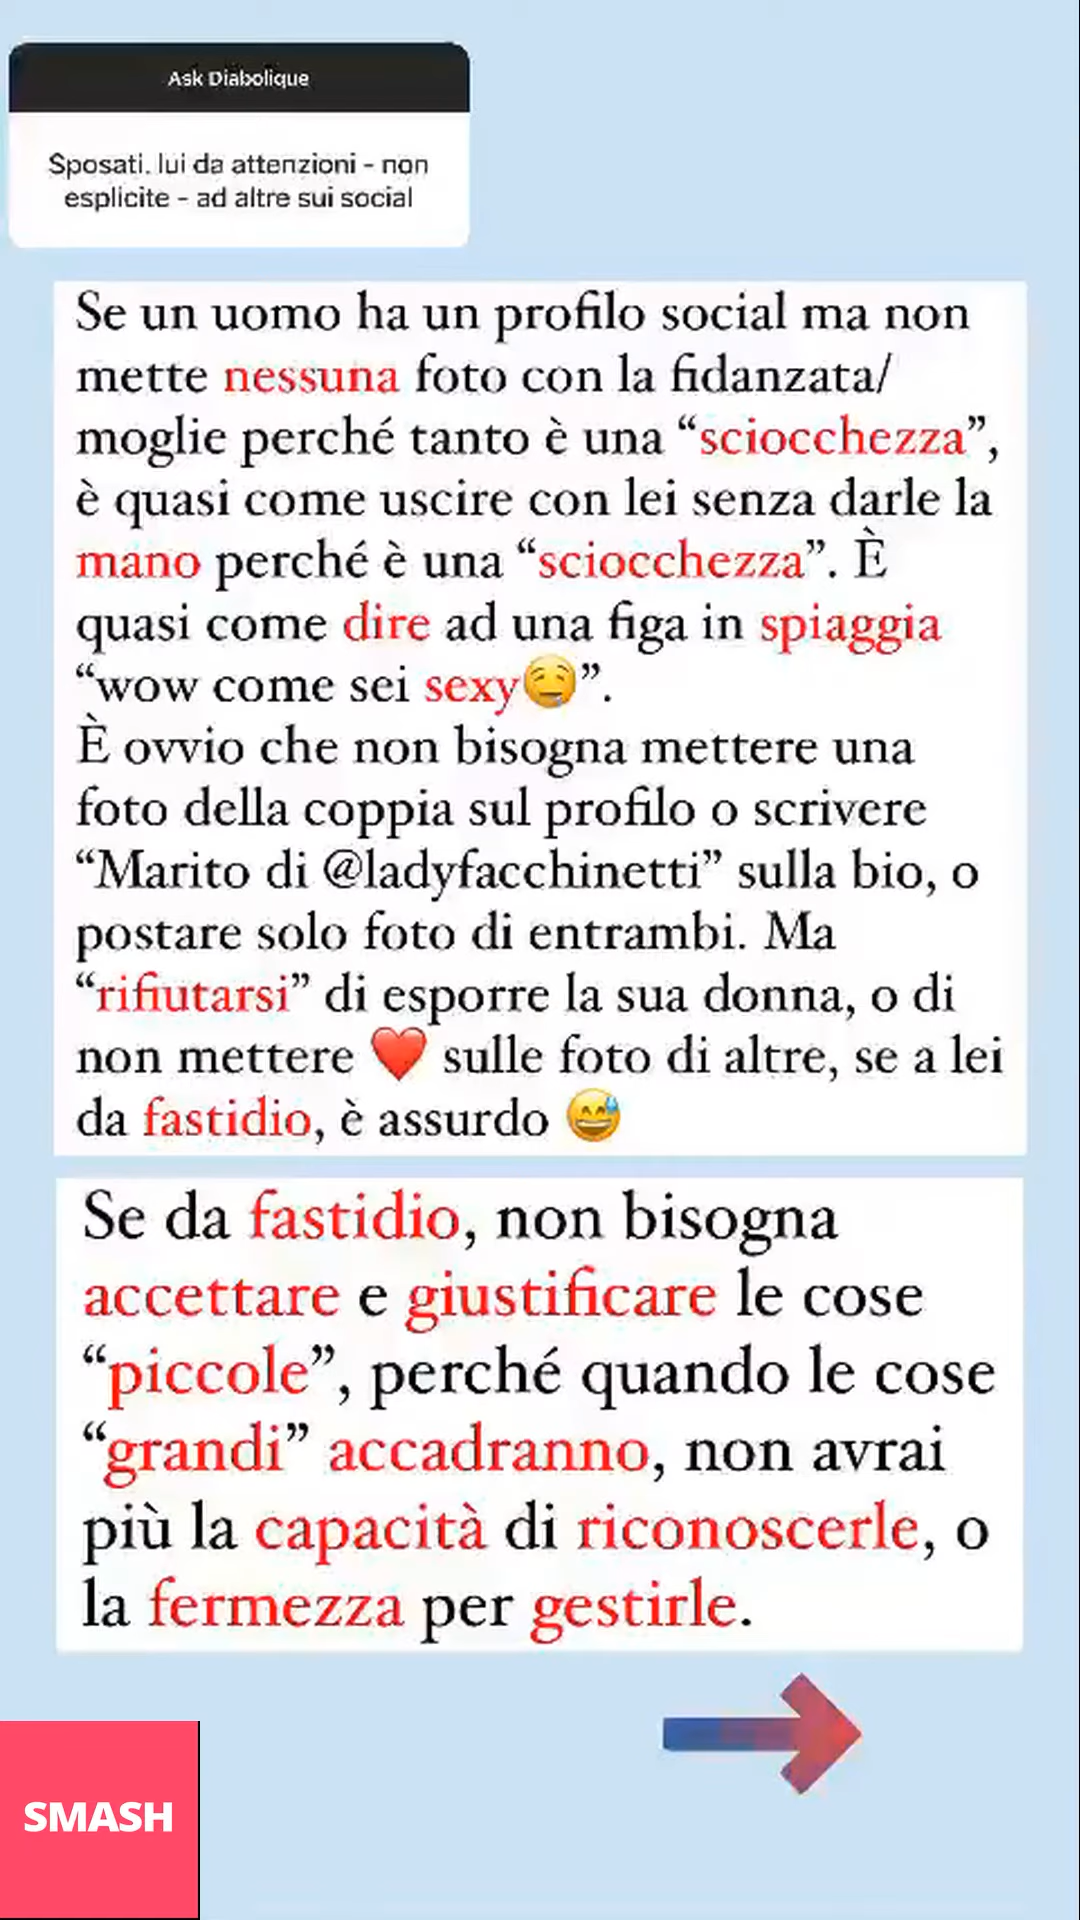 Ask Diabolique
Sposati. lui da attenzioni - non
esplicite - ad altre sui social
Se un uomo ha un profilo social ma non
mette nessuna foto con la fidanzata/
moglie perché tanto è una “sciocchezza”,
è quasi come uscire con lei senza darle la
mano perché è una “sciocchezza”. È
quasi come dire ad una figa in spiaggia
“wow come sei sexy🤤”.
È ovvio che non bisogna mettere una
foto della coppia sul profilo o scrivere
“Marito di @ladyfacchinetti” sulla bio, o
postare solo foto di entrambi. Ma
“rifiutarsi” di esporre la sua donna, o di
non mettere ❤️ sulle foto di altre, se a lei
da fastidio, è assurdo 😅
Se da fastidio, non bisogna
accettare e giustificare le cose
“piccole”, perché quando le cose
“grandi” accadranno, non avrai
più la capacità di riconoscerle, o
la fermezza per gestirle.
SMASH